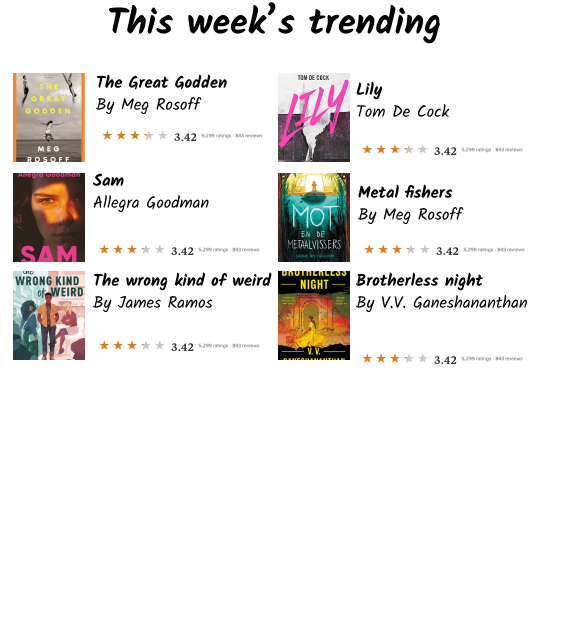 This week's trending
THE
GREAT
GODDEN
MEG
ROSOFF
The Great Godden
By Meg Rosoff
3.42 5,299 ratings · 843 reviews
TOM DE COCK
LILY
Lily
Tom De Cock
3.42 5,299 ratings · 843 reviews
Allegra Goodman
SAM
Sam
Allegra Goodman
3.42 5,299 ratings · 843 reviews
MOT
EN DE
METAALVISSERS
Metal fishers
By Meg Rosoff
3.42 5,299 ratings · 843 reviews
the
WRONG KIND
of WEIRD
The wrong kind of weird
By James Ramos
3.42 5,299 ratings · 843 reviews
BROTHERLESS
NIGHT
V. V.
GANESHANANTHAN
Brotherless night
By V.V. Ganeshananthan
3.42 5,299 ratings · 843 reviews